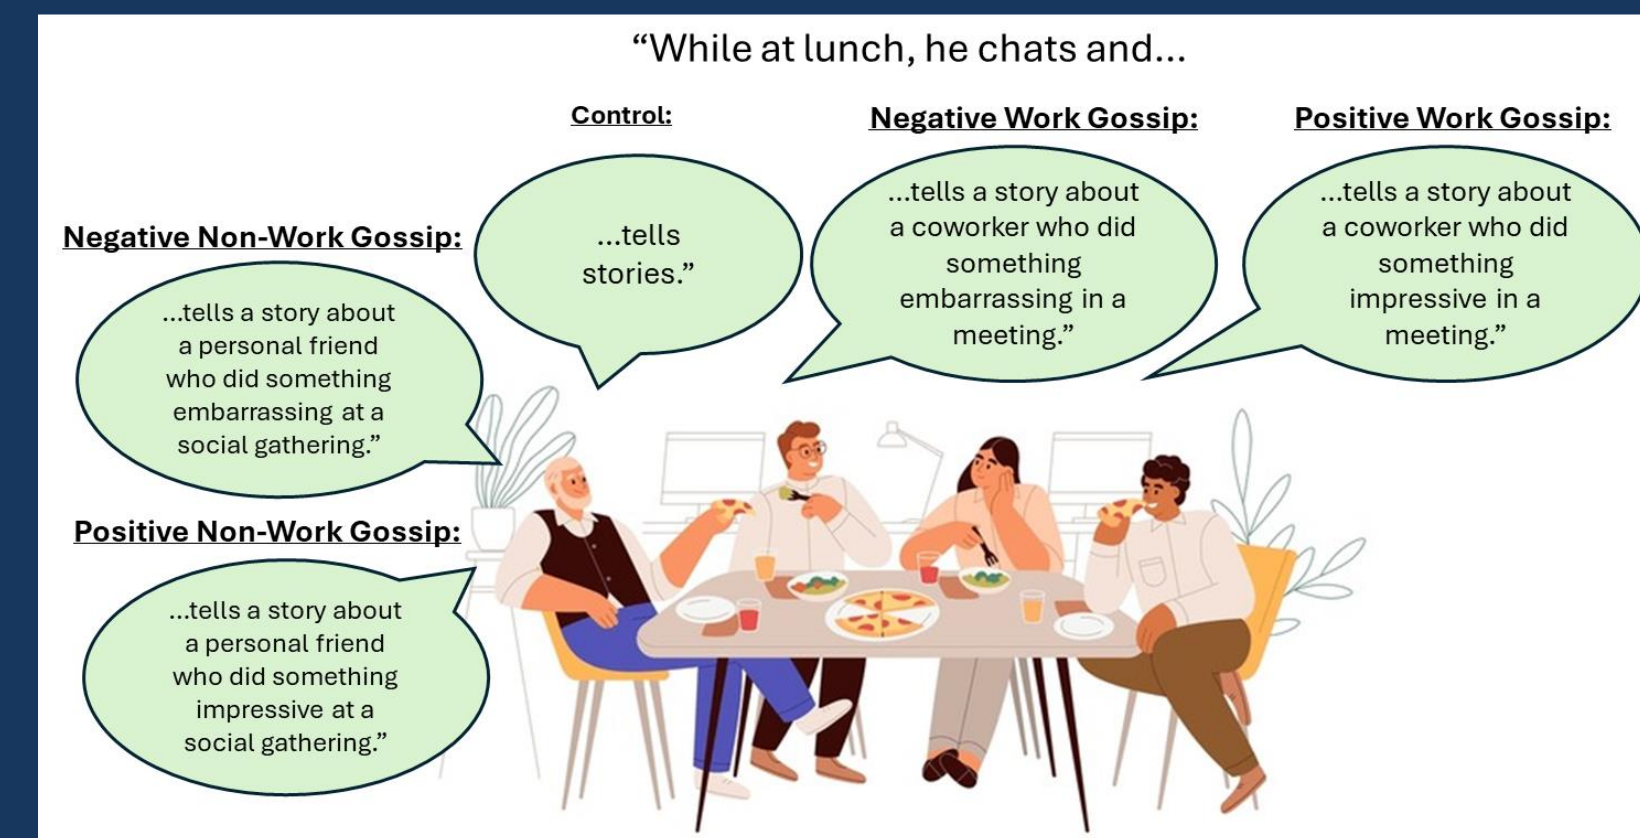 “While at lunch, he chats and...
Control:
...tells
stories.”
Negative Work Gossip:
...tells a story about
a coworker who did
something
embarrassing in a
meeting.”
Positive Work Gossip:
...tells a story about
a coworker who did
something
impressive in a
meeting.”
Negative Non-Work Gossip:
...tells a story about
a personal friend
who did something
embarrassing at a
social gathering.”
Positive Non-Work Gossip:
...tells a story about
a personal friend
who did something
impressive at a
social gathering.”